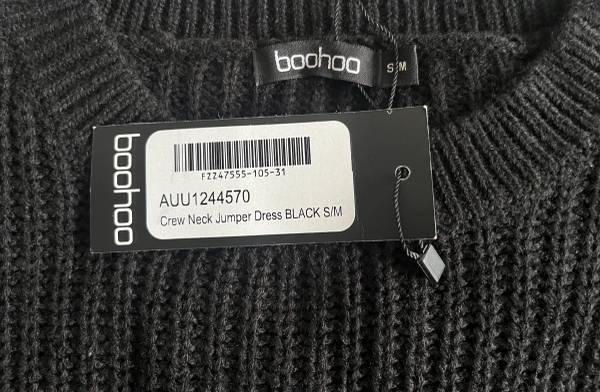 boohoo
S/M
boohoo
FZZ47555-105-31
AUU1244570
Crew Neck Jumper Dress BLACK S/M